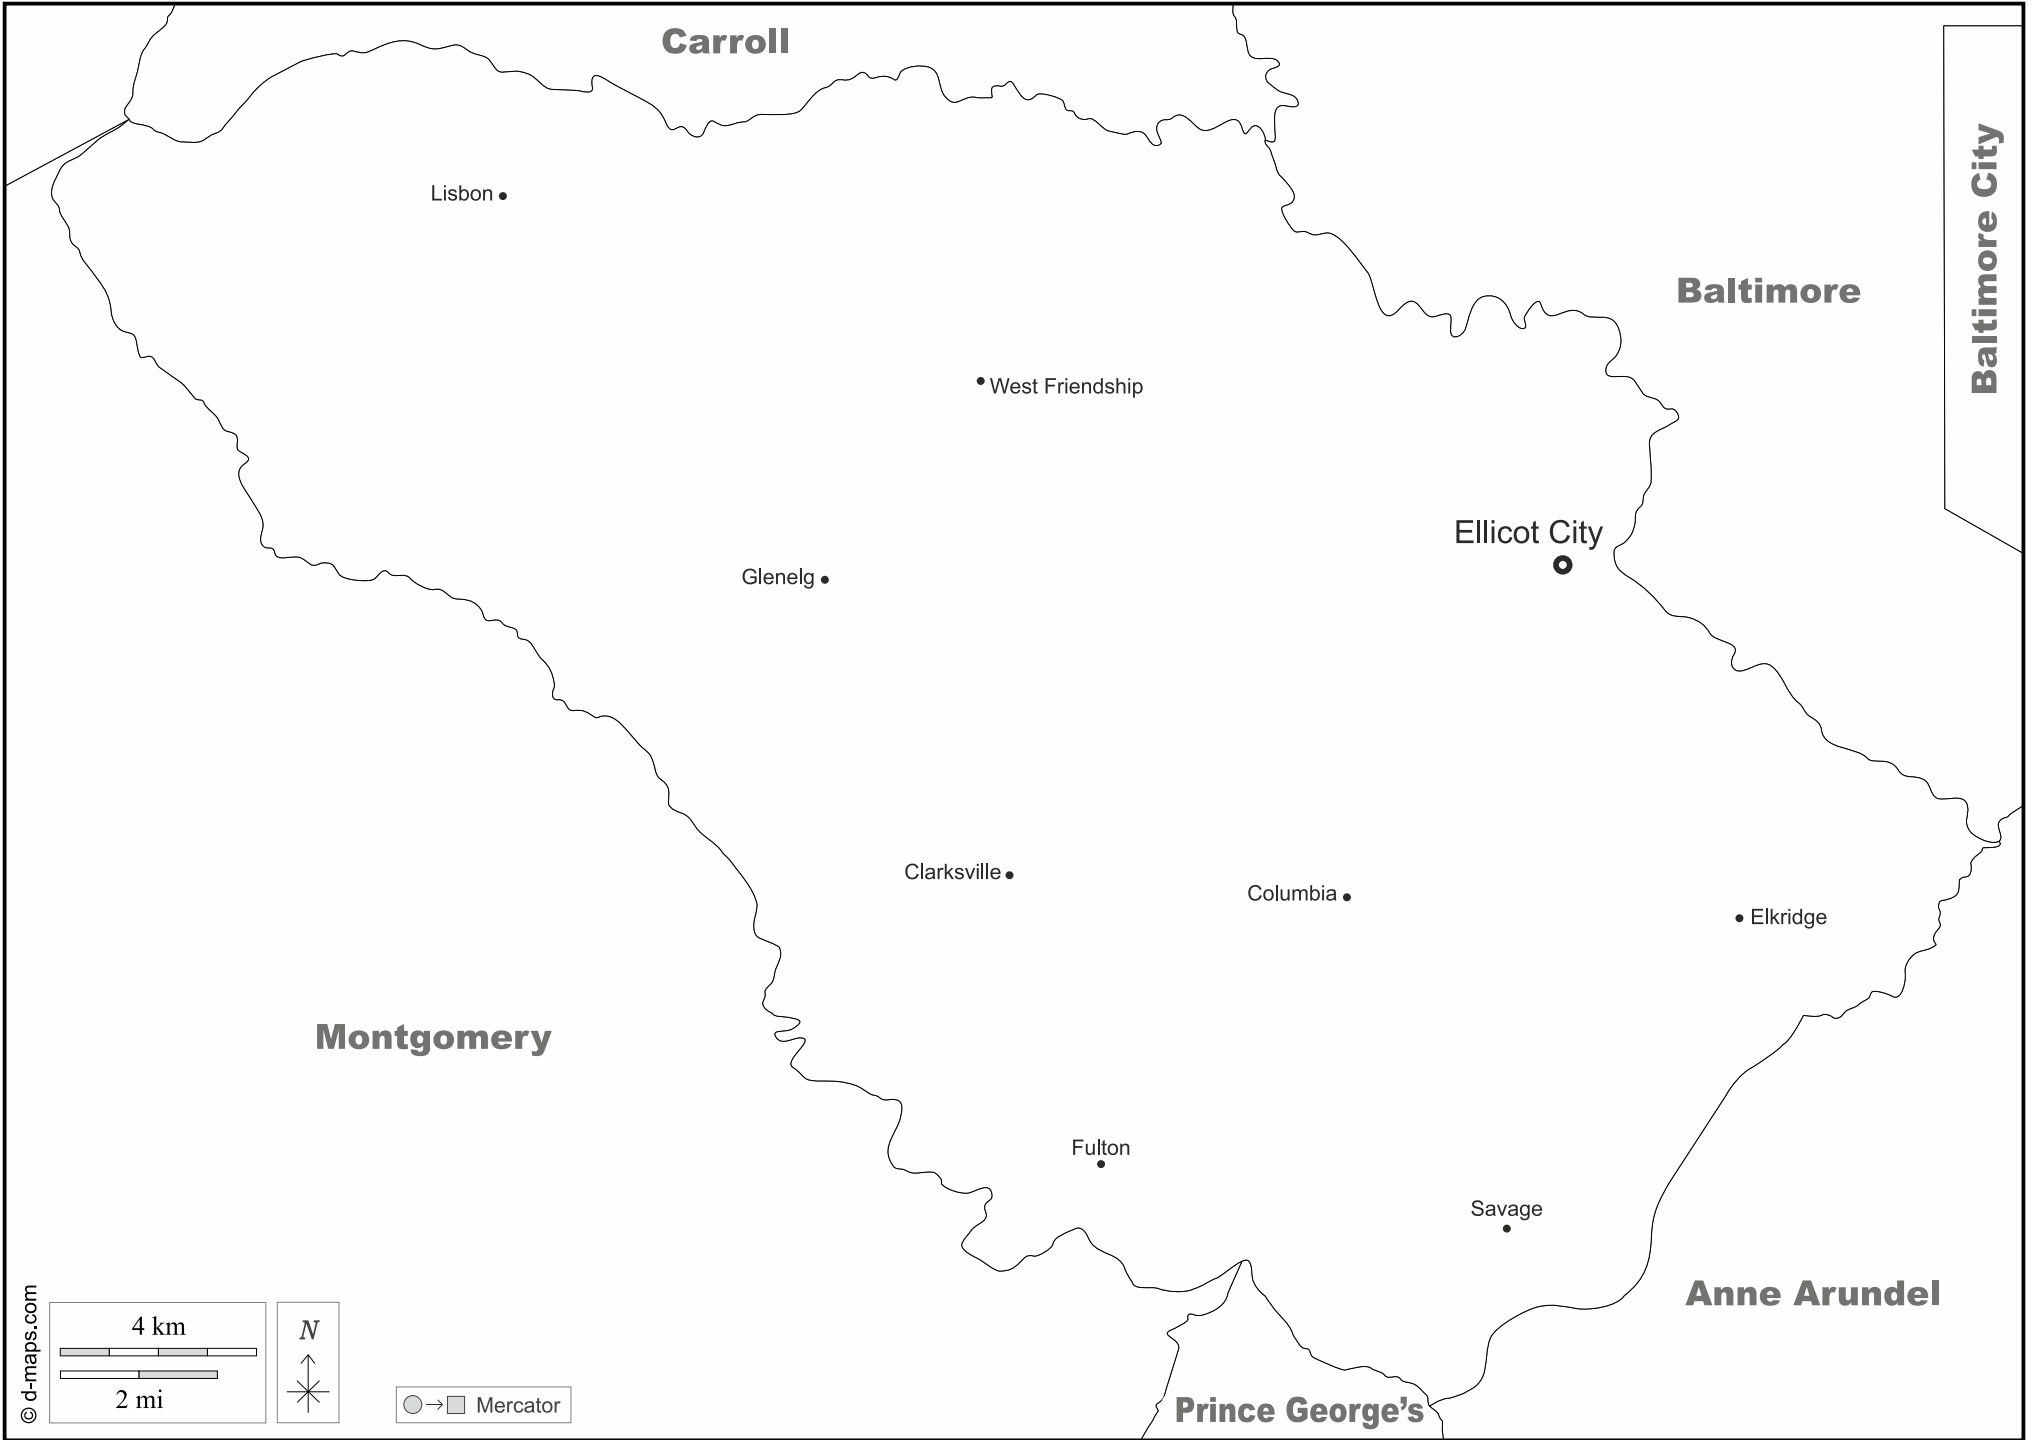 Carroll
Baltimore City
Lisbon
Baltimore
West Friendship
Ellicot City
Glenelg
Clarksville
Columbia
Elkridge
Montgomery
Fulton
Savage
Anne Arundel
Prince George’s
© d-maps.com
4 km
2 mi
N
Mercator